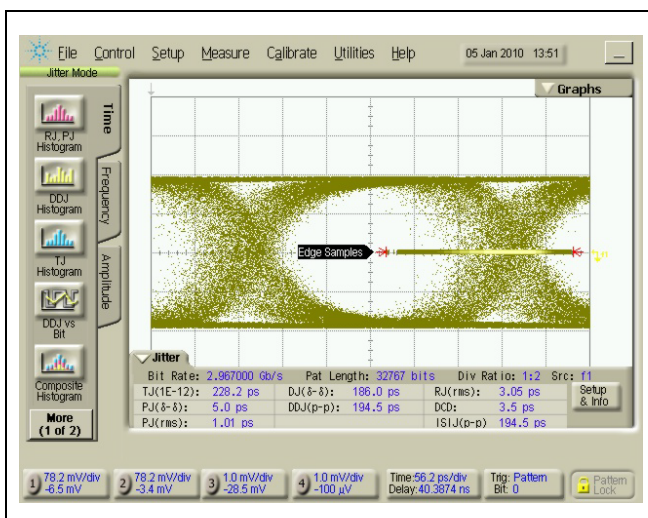 File Control Setup Measure Calibrate Utilities Help 05 Jan 2010 13:51
Jitter Mode
Graphs
Time
RJ, PJ
Histogram
Frequency
DDJ
Histogram
TJ
Histogram
Amplitude
Edge Samples
DDJ vs
Bit
Composite
Histogram
More
(1 of 2)
Jitter
Bit Rate: 2.967000 Gb/s Pat Length: 32767 bits Div Ratio: 1:2 Src: f1
TJ(1E-12): 228.2 ps DJ(δ-δ): 186.0 ps RJ(rms): 3.05 ps
PJ(δ-δ): 5.0 ps DDJ(p-p): 194.5 ps DCD: 3.5 ps
PJ(rms): 1.01 ps ISIJ(p-p) 194.5 ps
Setup
& Info
1) 78.2 mV/div
-6.5 mV
2) 78.2 mV/div
-3.4 mV
3) 1.0 mV/div
-28.5 mV
4) 1.0 mV/div
-100 µV
Time:56.2 ps/div
Delay:40.3874 ns
Trig: Pattern
Bit: 0
Pattern
Lock